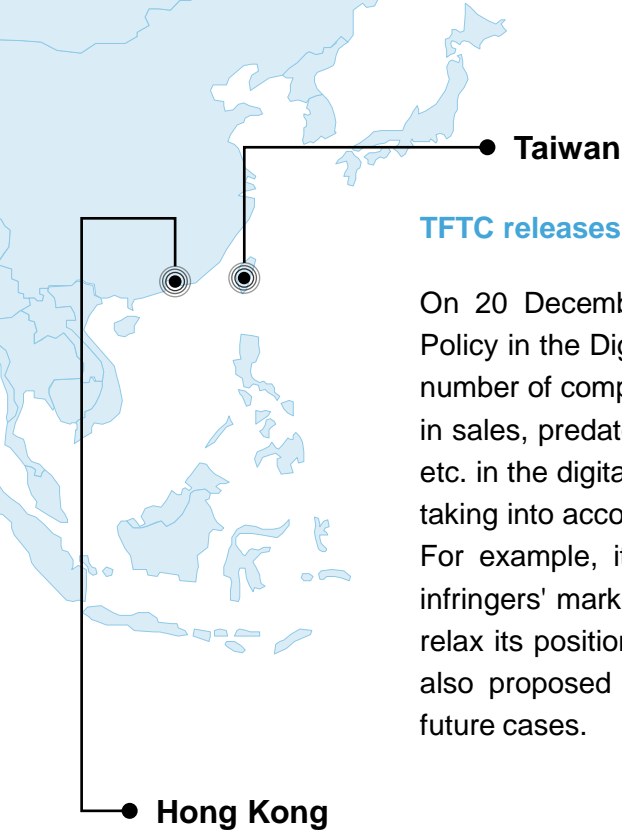 Taiwan
TFTC releases
On 20 Decemb
Policy in the Dig
number of comp
in sales, predat
etc. in the digita
taking into acco
For example, it
infringers' mark
relax its position
also proposed
future cases.
Hong Kong